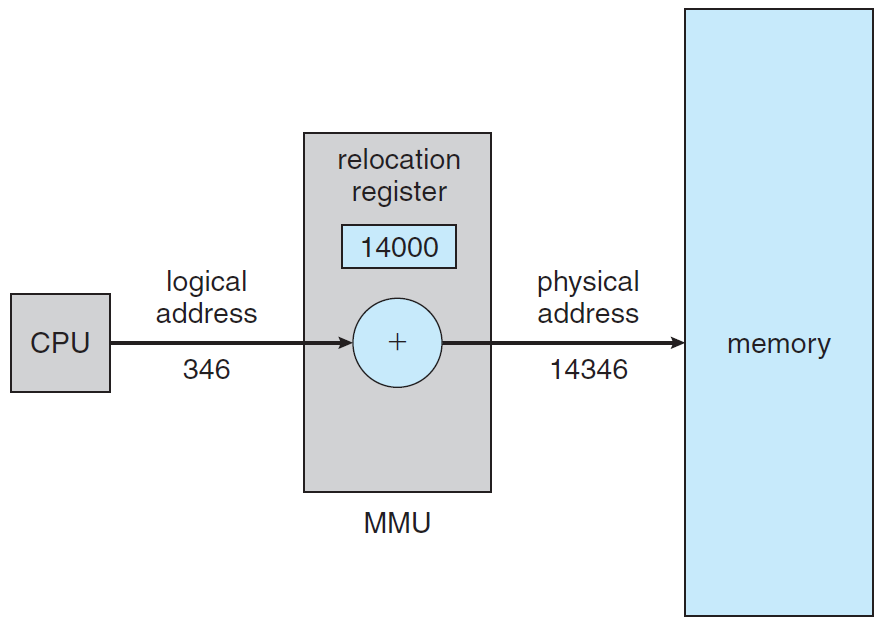 relocation
register
14000
logical
address
physical
address
CPU
+
memory
346
14346
MMU